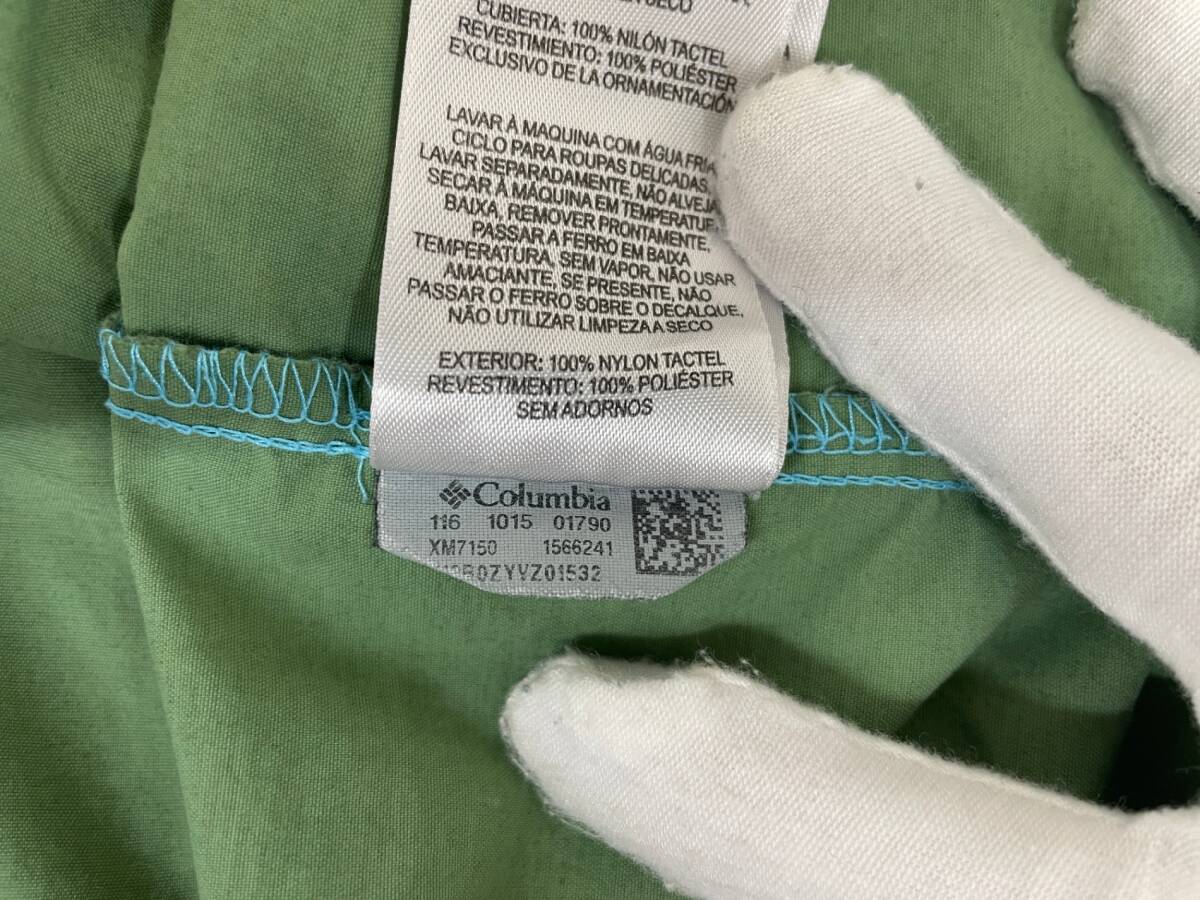 CUBIERTA: 100% NILÓN TACTEL
REVESTIMIENTO: 100% POLIÉSTER
EXCLUSIVO DE LA ORNAMENTACIÓN
LAVAR À MAQUINA COM ÁGUA FRIA
CICLO PARA ROUPAS DELICADAS,
LAVAR SEPARADAMENTE, NÃO ALVEJA
SECAR À MÁQUINA EM TEMPERATUF
BAIXA, REMOVER PRONTAMENTE,
PASSAR A FERRO EM BAIXA
TEMPERATURA, SEM VAPOR, NÃO USAR
AMACIANTE, SE PRESENTE, NÃO
PASSAR O FERRO SOBRE O DECALQUE,
NÃO UTILIZAR LIMPEZA A SECO
EXTERIOR: 100% NYLON TACTEL
REVESTIMENTO: 100% POLIÉSTER
SEM ADORNOS
Columbia
116 1015 01790
XM7150 1566241